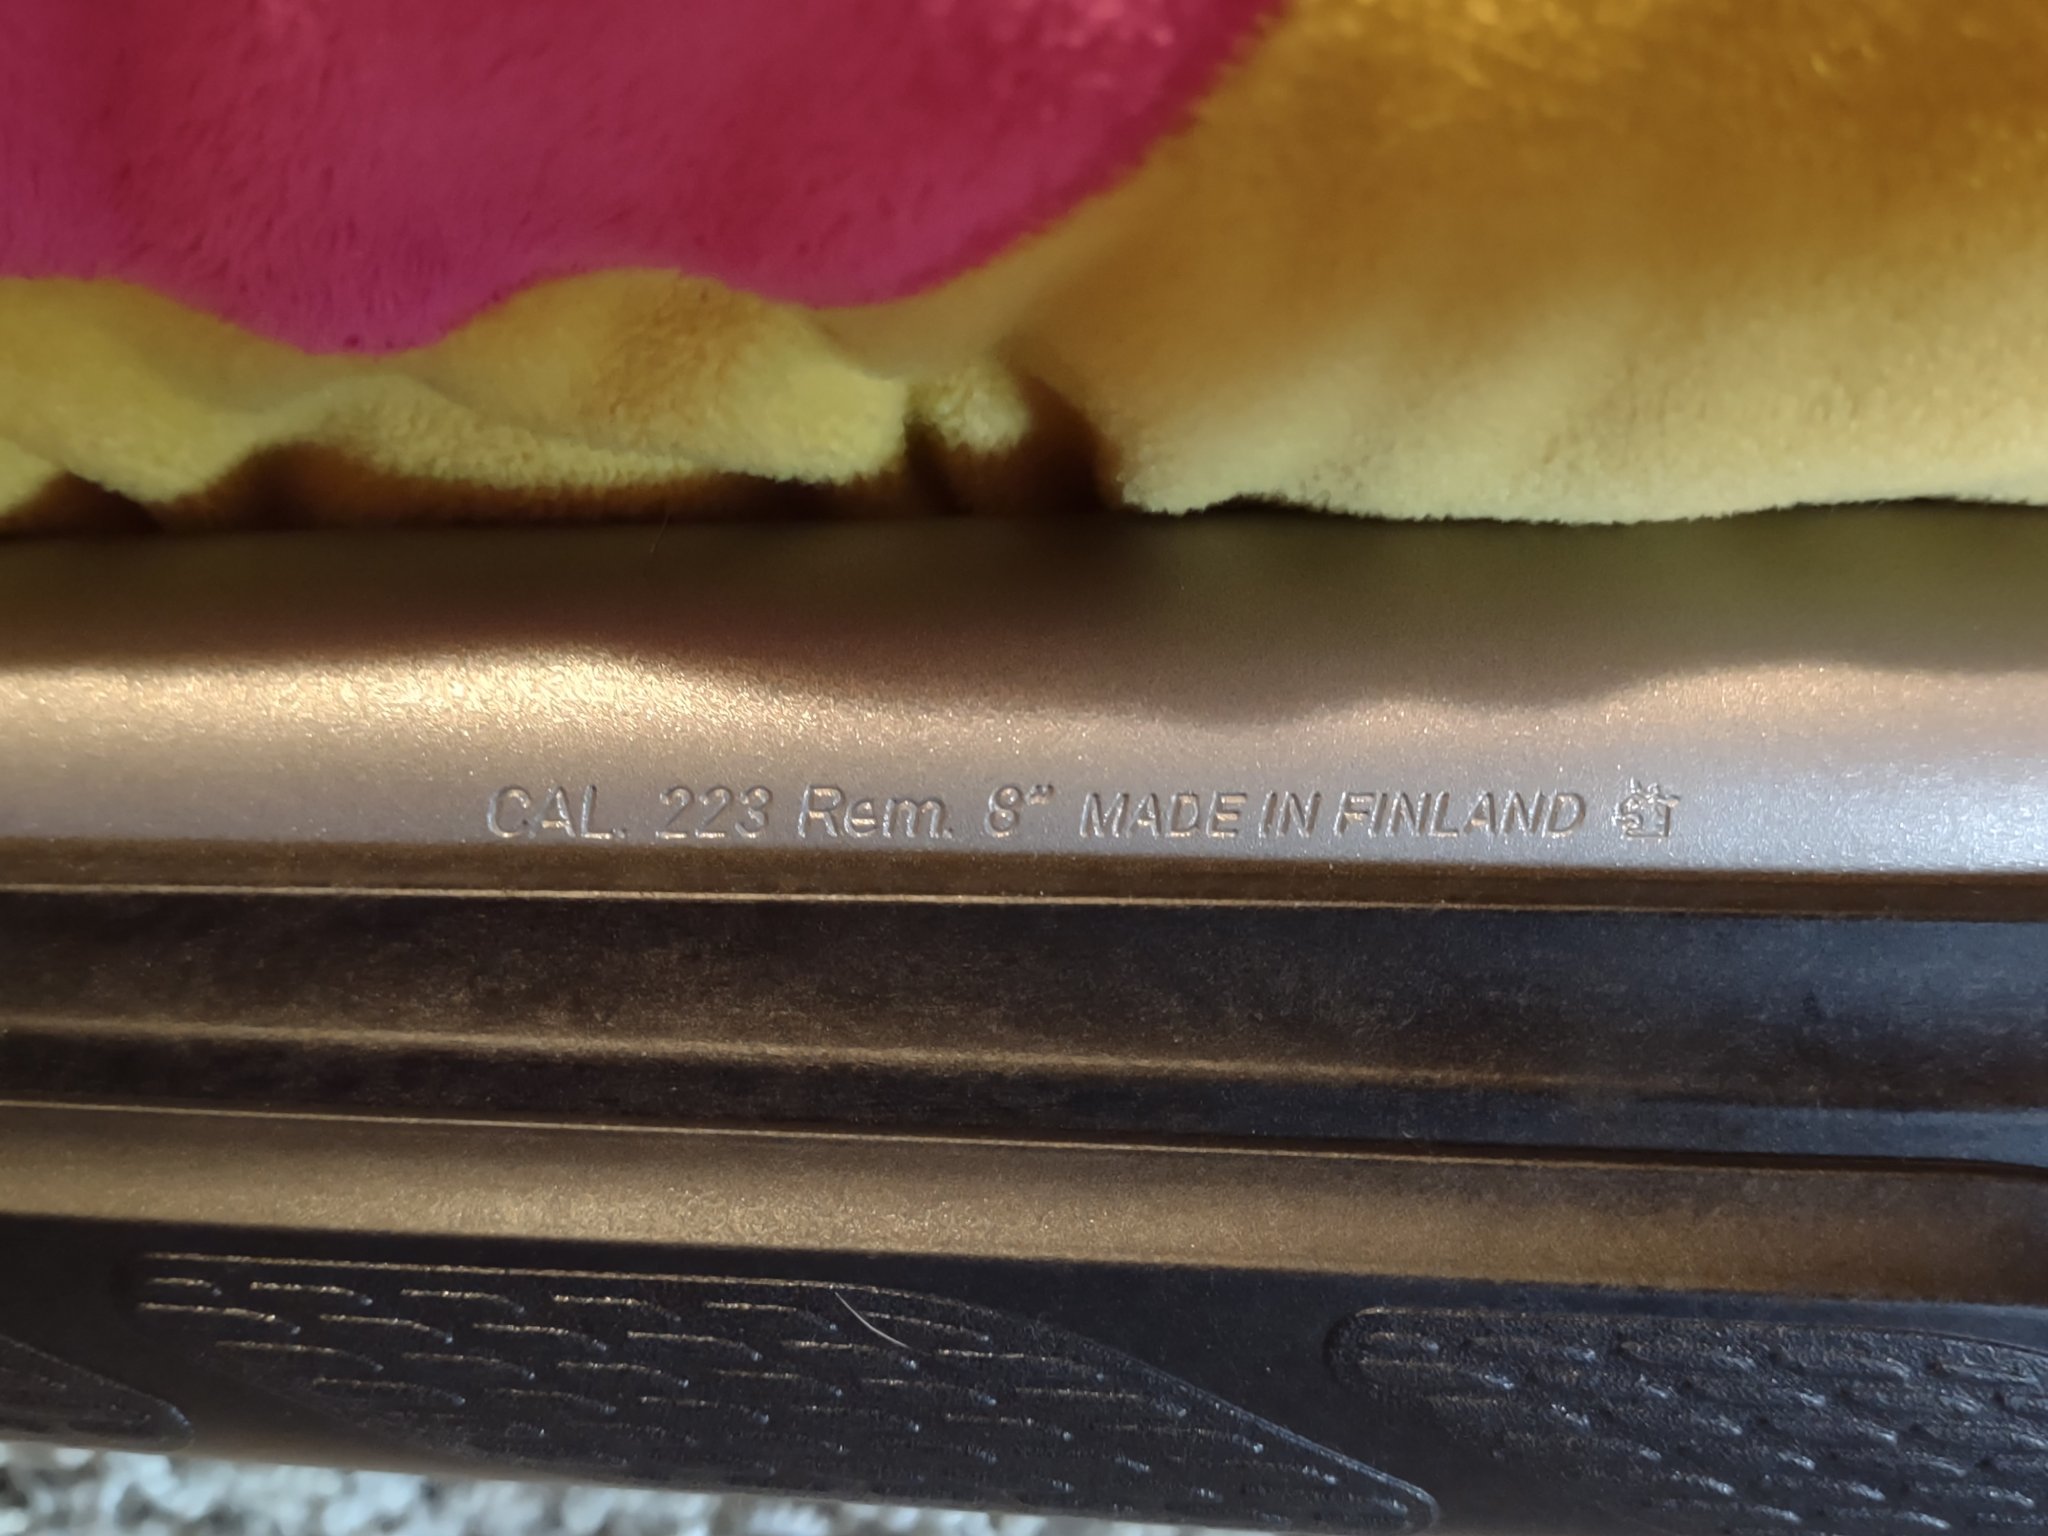 CAL. 223 Rem. 8" MADE IN FINLAND